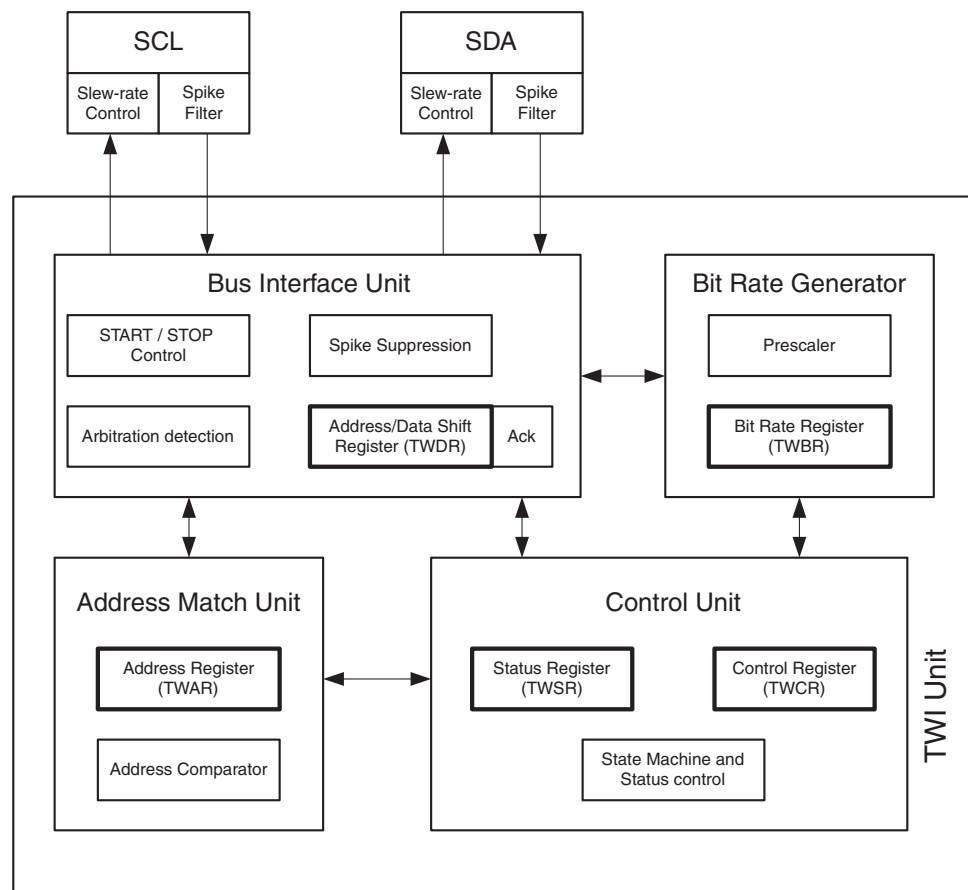 SCL
Slew-rate
Control
Spike
Filter
SDA
Slew-rate
Control
Spike
Filter
Bus Interface Unit
START / STOP
Control
Spike Suppression
Arbitration detection
Address/Data Shift
Register (TWDR)
Ack
Bit Rate Generator
Prescaler
Bit Rate Register
(TWBR)
Address Match Unit
Address Register
(TWAR)
Address Comparator
Control Unit
Status Register
(TWSR)
Control Register
(TWCR)
State Machine and
Status control
TWI Unit